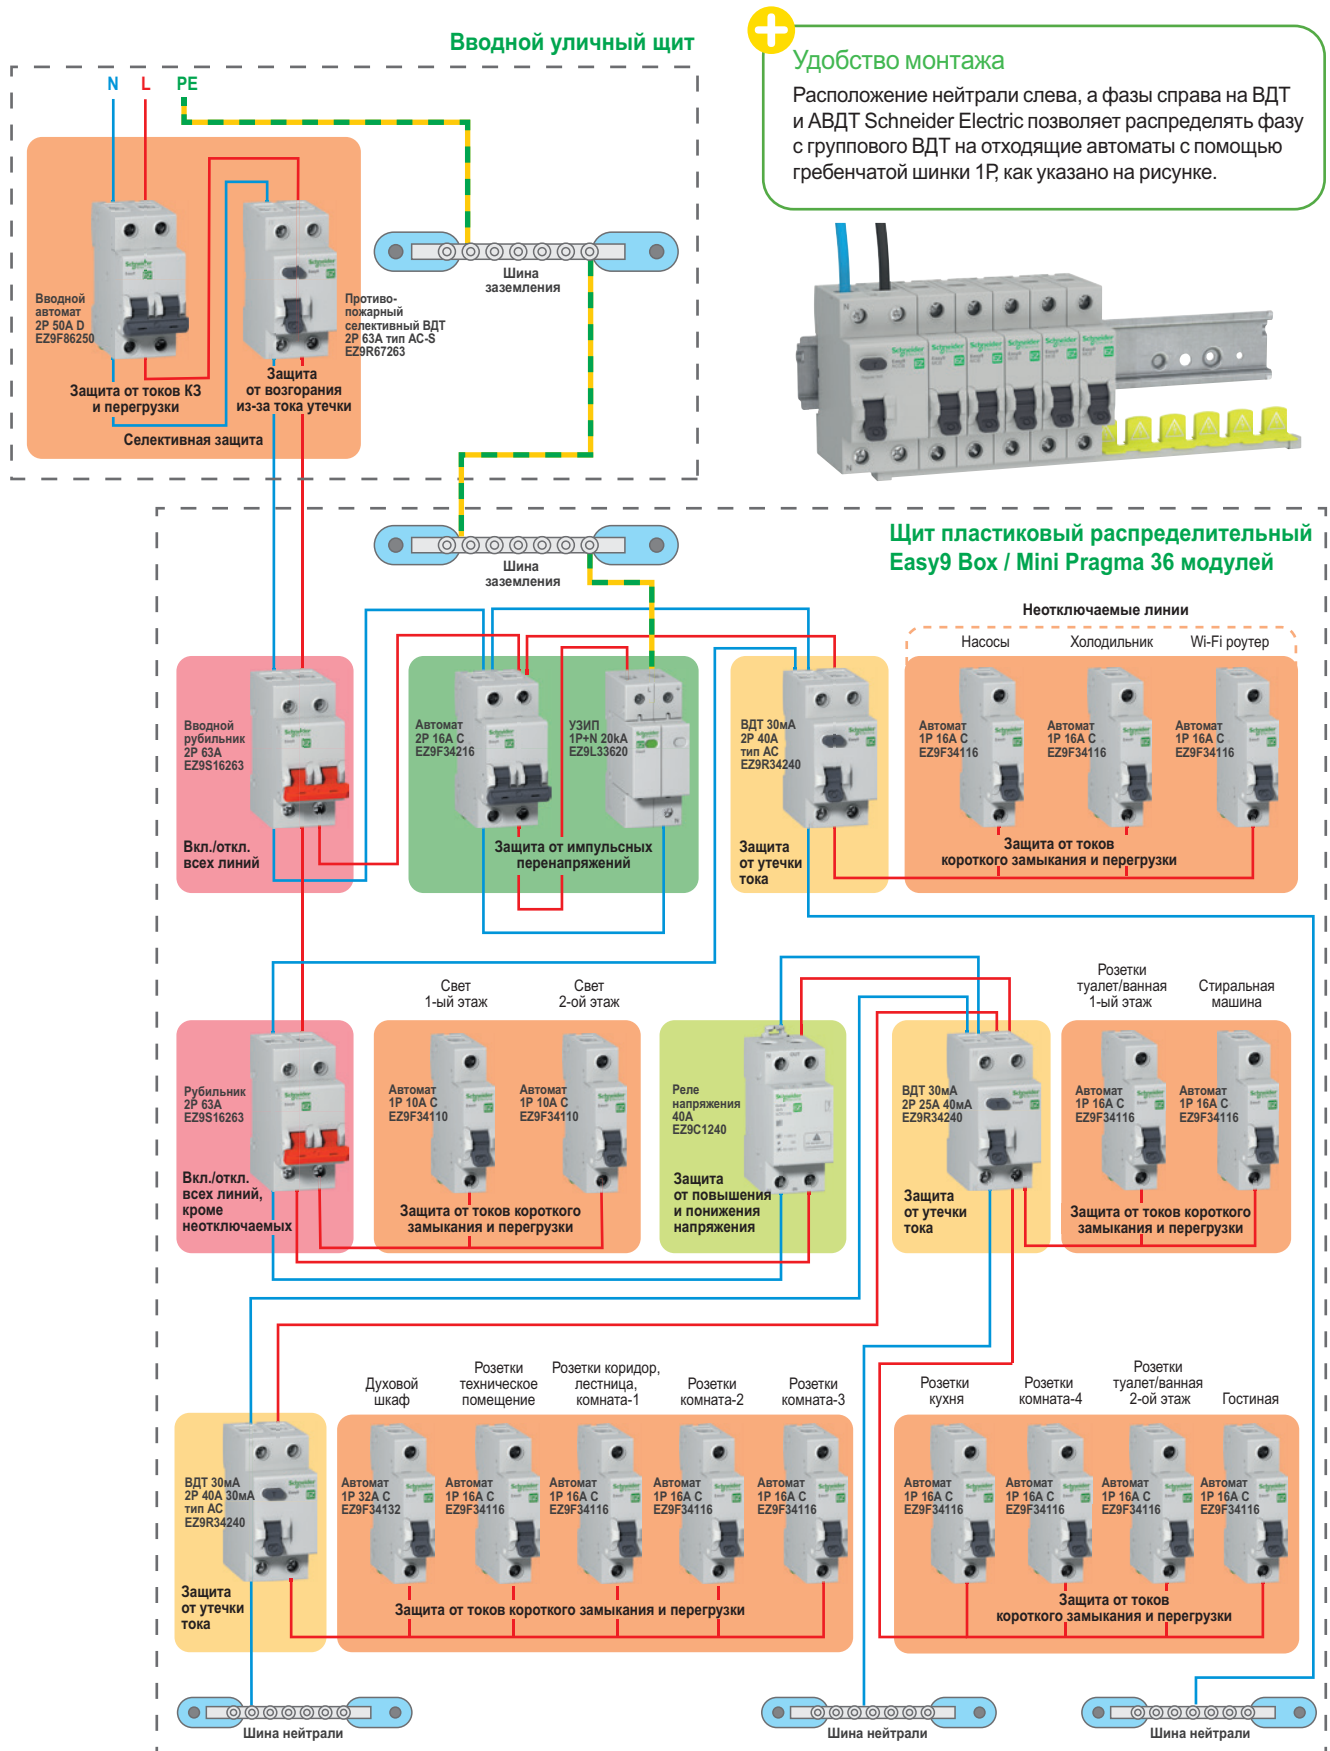 Вводной уличный щит
N L PE
Удобство монтажа
Расположение нейтрали слева, а фазы справа на ВДТ
и АВДТ Schneider Electric позволяет распределять фазу
с группового ВДТ на отходящие автоматы с помощью
гребенчатой шинки 1Р, как указано на рисунке.
Вводной
автомат
2P 50A D
EZ9F86250
Противо-
пожарный
селективный ВДТ
2P 63A тип AC-S
EZ9R67263
Защита от токов КЗ
и перегрузки
Защита
от возгорания
из-за тока утечки
Селективная защита
Шина
заземления
Шина
заземления
Щит пластиковый распределительный
Easy9 Box / Mini Pragma 36 модулей
Неотключаемые линии
Насосы
Холодильник
Wi-Fi роутер
Вводной
рубильник
2P 63A
EZ9S16263
Вкл./откл.
всех линий
Автомат
2P 16A C
EZ9F34216
УЗИП
1P+N 20kA
EZ9L33620
Защита от импульсных
перенапряжений
ВДТ 30мА
2P 40A
тип AC
EZ9R34240
Защита
от утечки
тока
Автомат
1P 16A C
EZ9F34116
Автомат
1P 16A C
EZ9F34116
Автомат
1P 16A C
EZ9F34116
Защита от токов
короткого замыкания и перегрузки
Свет
1-ый этаж
Свет
2-ой этаж
Розетки
туалет/ванная
1-ый этаж
Стиральная
машина
Рубильник
2P 63A
EZ9S16263
Вкл./откл.
всех линий,
кроме
неотключаемых
Автомат
1P 10A C
EZ9F34110
Автомат
1P 10A C
EZ9F34110
Защита от токов короткого
замыкания и перегрузки
Реле
напряжения
40A
EZ9C1240
Защита
от повышения
и понижения
напряжения
ВДТ 30мА
2P 25A 40мА
EZ9R34240
Защита
от утечки
тока
Автомат
1P 16A C
EZ9F34116
Автомат
1P 16A C
EZ9F34116
Защита от токов короткого
замыкания и перегрузки
Духовой
шкаф
Розетки
техническое
помещение
Розетки коридор,
лестница,
комната-1
Розетки
комната-2
Розетки
комната-3
Розетки
кухня
Розетки
комната-4
Розетки
туалет/ванная
2-ой этаж
Гостиная
ВДТ 30мА
2P 40A 30мА
тип AC
EZ9R34240
Защита
от утечки
тока
Автомат
1P 32A C
EZ9F34132
Автомат
1P 16A C
EZ9F34116
Автомат
1P 16A C
EZ9F34116
Автомат
1P 16A C
EZ9F34116
Автомат
1P 16A C
EZ9F34116
Защита от токов короткого замыкания и перегрузки
Автомат
1P 16A C
EZ9F34116
Автомат
1P 16A C
EZ9F34116
Автомат
1P 16A C
EZ9F34116
Автомат
1P 16A C
EZ9F34116
Защита от токов
короткого замыкания и перегрузки
Шина нейтрали
Шина нейтрали
Шина нейтрали